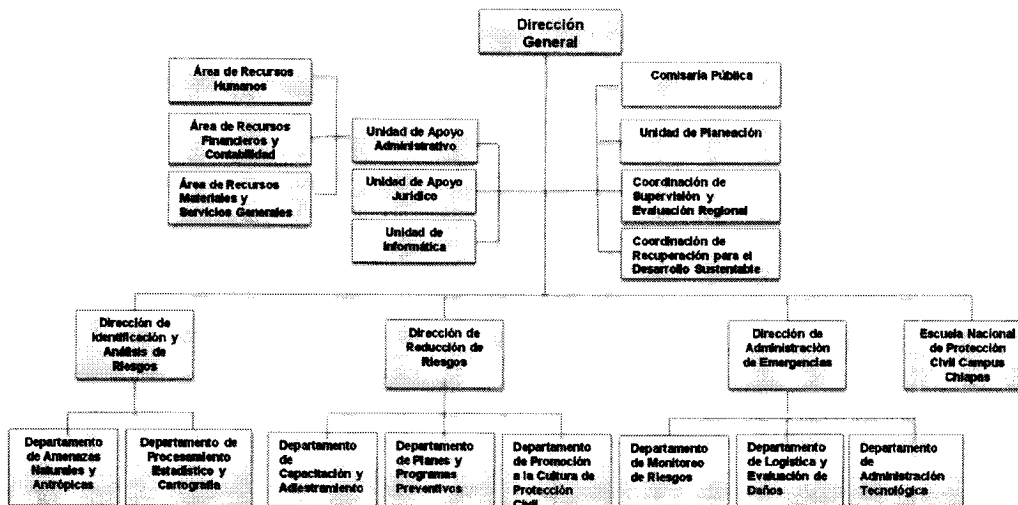 Dirección
General
Área de Recursos
Humanos
Área de Recursos
Financieros y
Contabilidad
Área de Recursos
Materiales y
Servicios Generales
Unidad de Apoyo
Administrativo
Unidad de Apoyo
Jurídico
Unidad de
Informática
Comisaría Pública
Unidad de Planeación
Coordinación de
Supervisión y
Evaluación Regional
Coordinación de
Recuperación para el
Desarrollo Sustentable
Dirección de
Identificación y
Análisis de
Riesgos
Dirección de
Reducción de
Riesgos
Dirección de
Administración
de Emergencias
Escuela Nacional
de Protección
Civil Campus
Chiapas
Departamento
de Amenazas
Naturales y
Antrópicas
Departamento de
Procesamiento
Estadístico y
Cartografía
Departamento
de
Capacitación y
Adiestramiento
Departamento
de Planes y
Programas
Preventivos
Departamento
de Promoción
a la Cultura de
Protección
Civil
Departamento
de Monitoreo
de Riesgos
Departamento
de Logística y
Evaluación de
Daños
Departamento
de
Administración
Tecnológica